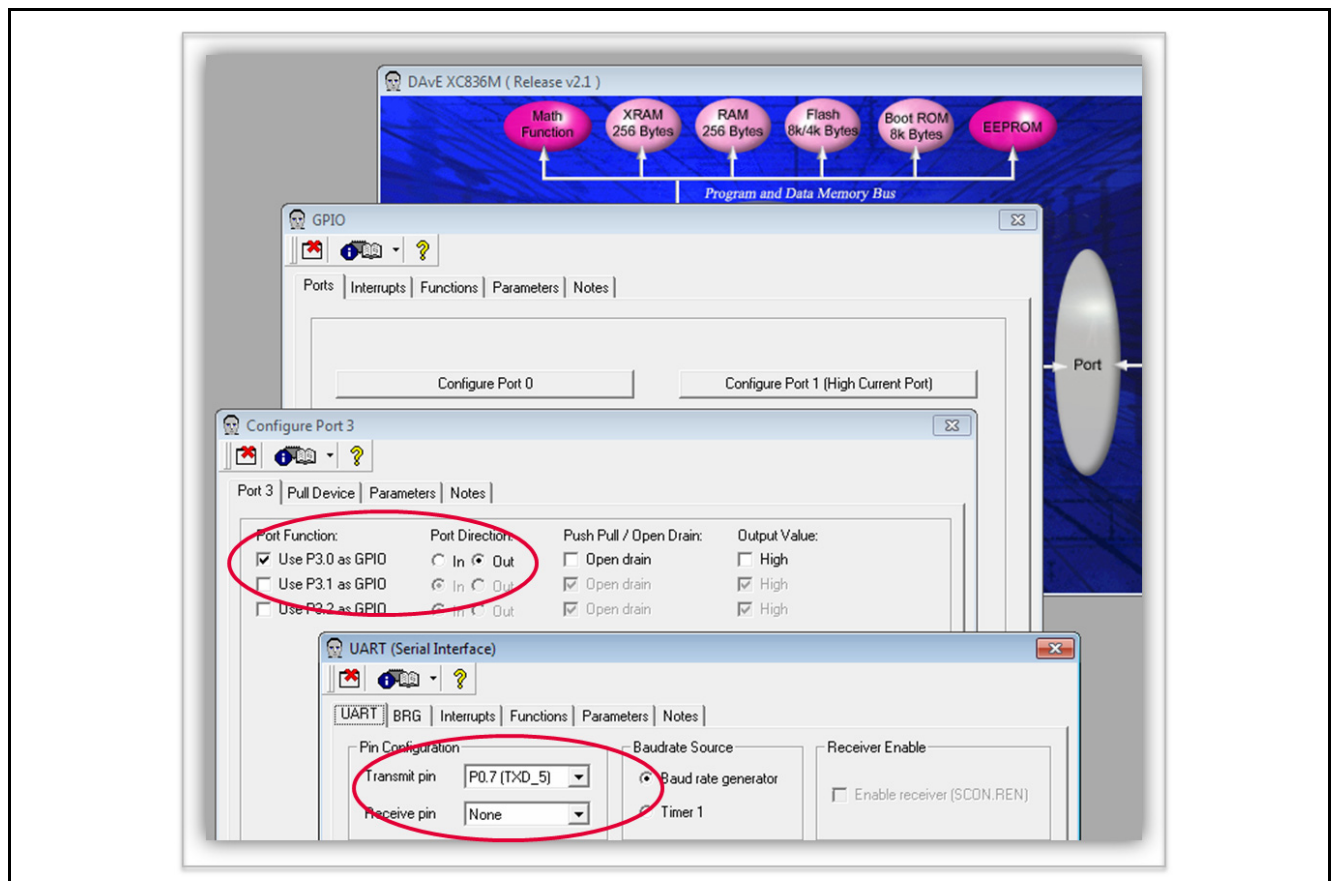 DAvE XC836M ( Release v2.1 )
Math Function
XRAM 256 Bytes
RAM 256 Bytes
Flash 8k/4k Bytes
Boot ROM 8k Bytes
EEPROM
Program and Data Memory Bus
GPIO
Ports Interrupts Functions Parameters Notes
Configure Port 0 Configure Port 1 (High Current Port)
Port
Configure Port 3
Port 3 Pull Device Parameters Notes
Port Function: Port Direction: Push Pull / Open Drain: Output Value:
Use P3.0 as GPIO In Out Open drain High
Use P3.1 as GPIO In Out Open drain High
Use P3.2 as GPIO In Out Open drain High
UART (Serial Interface)
UART BRG Interrupts Functions Parameters Notes
Pin Configuration Baudrate Source Receiver Enable
Transmit pin P0.7 (TXD_5) Baud rate generator Enable receiver (SCON.REN)
Receive pin None Timer 1